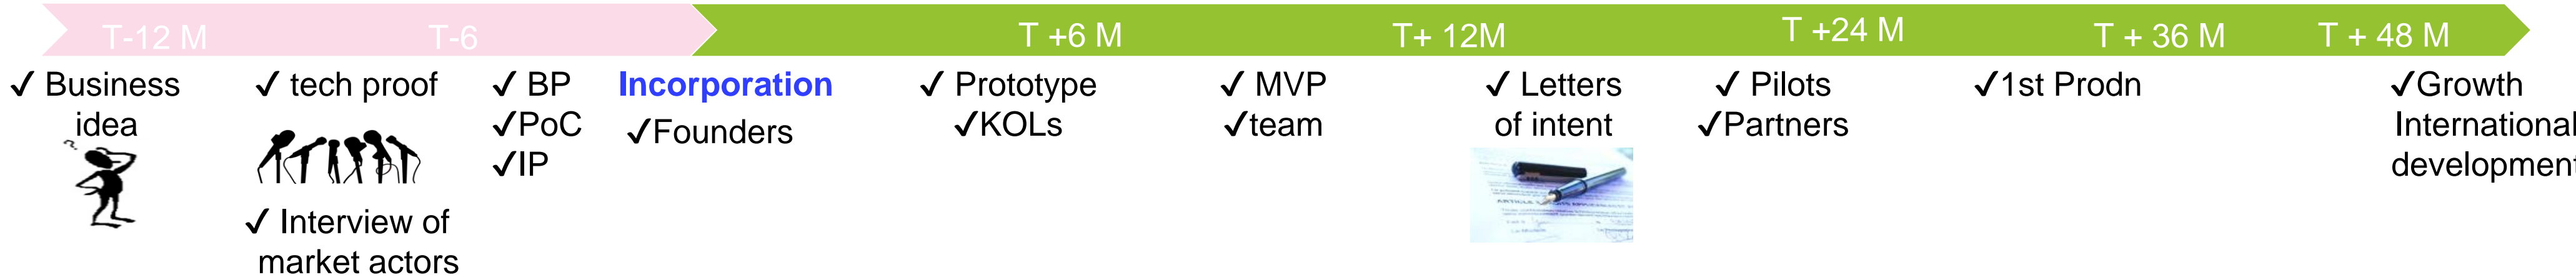 T-12 M
T-6
T +6 M
T+ 12M
T +24 M
T + 36 M
T + 48 M
✓ Business
idea
✓ tech proof
✓ Interview of
market actors
✓ BP
✓PoC
✓IP
Incorporation
✓Founders
✓ Prototype
✓KOLs
✓ MVP
✓team
✓ Letters
of intent
✓ Pilots
✓Partners
✓1st Prodn
✓Growth
International
development